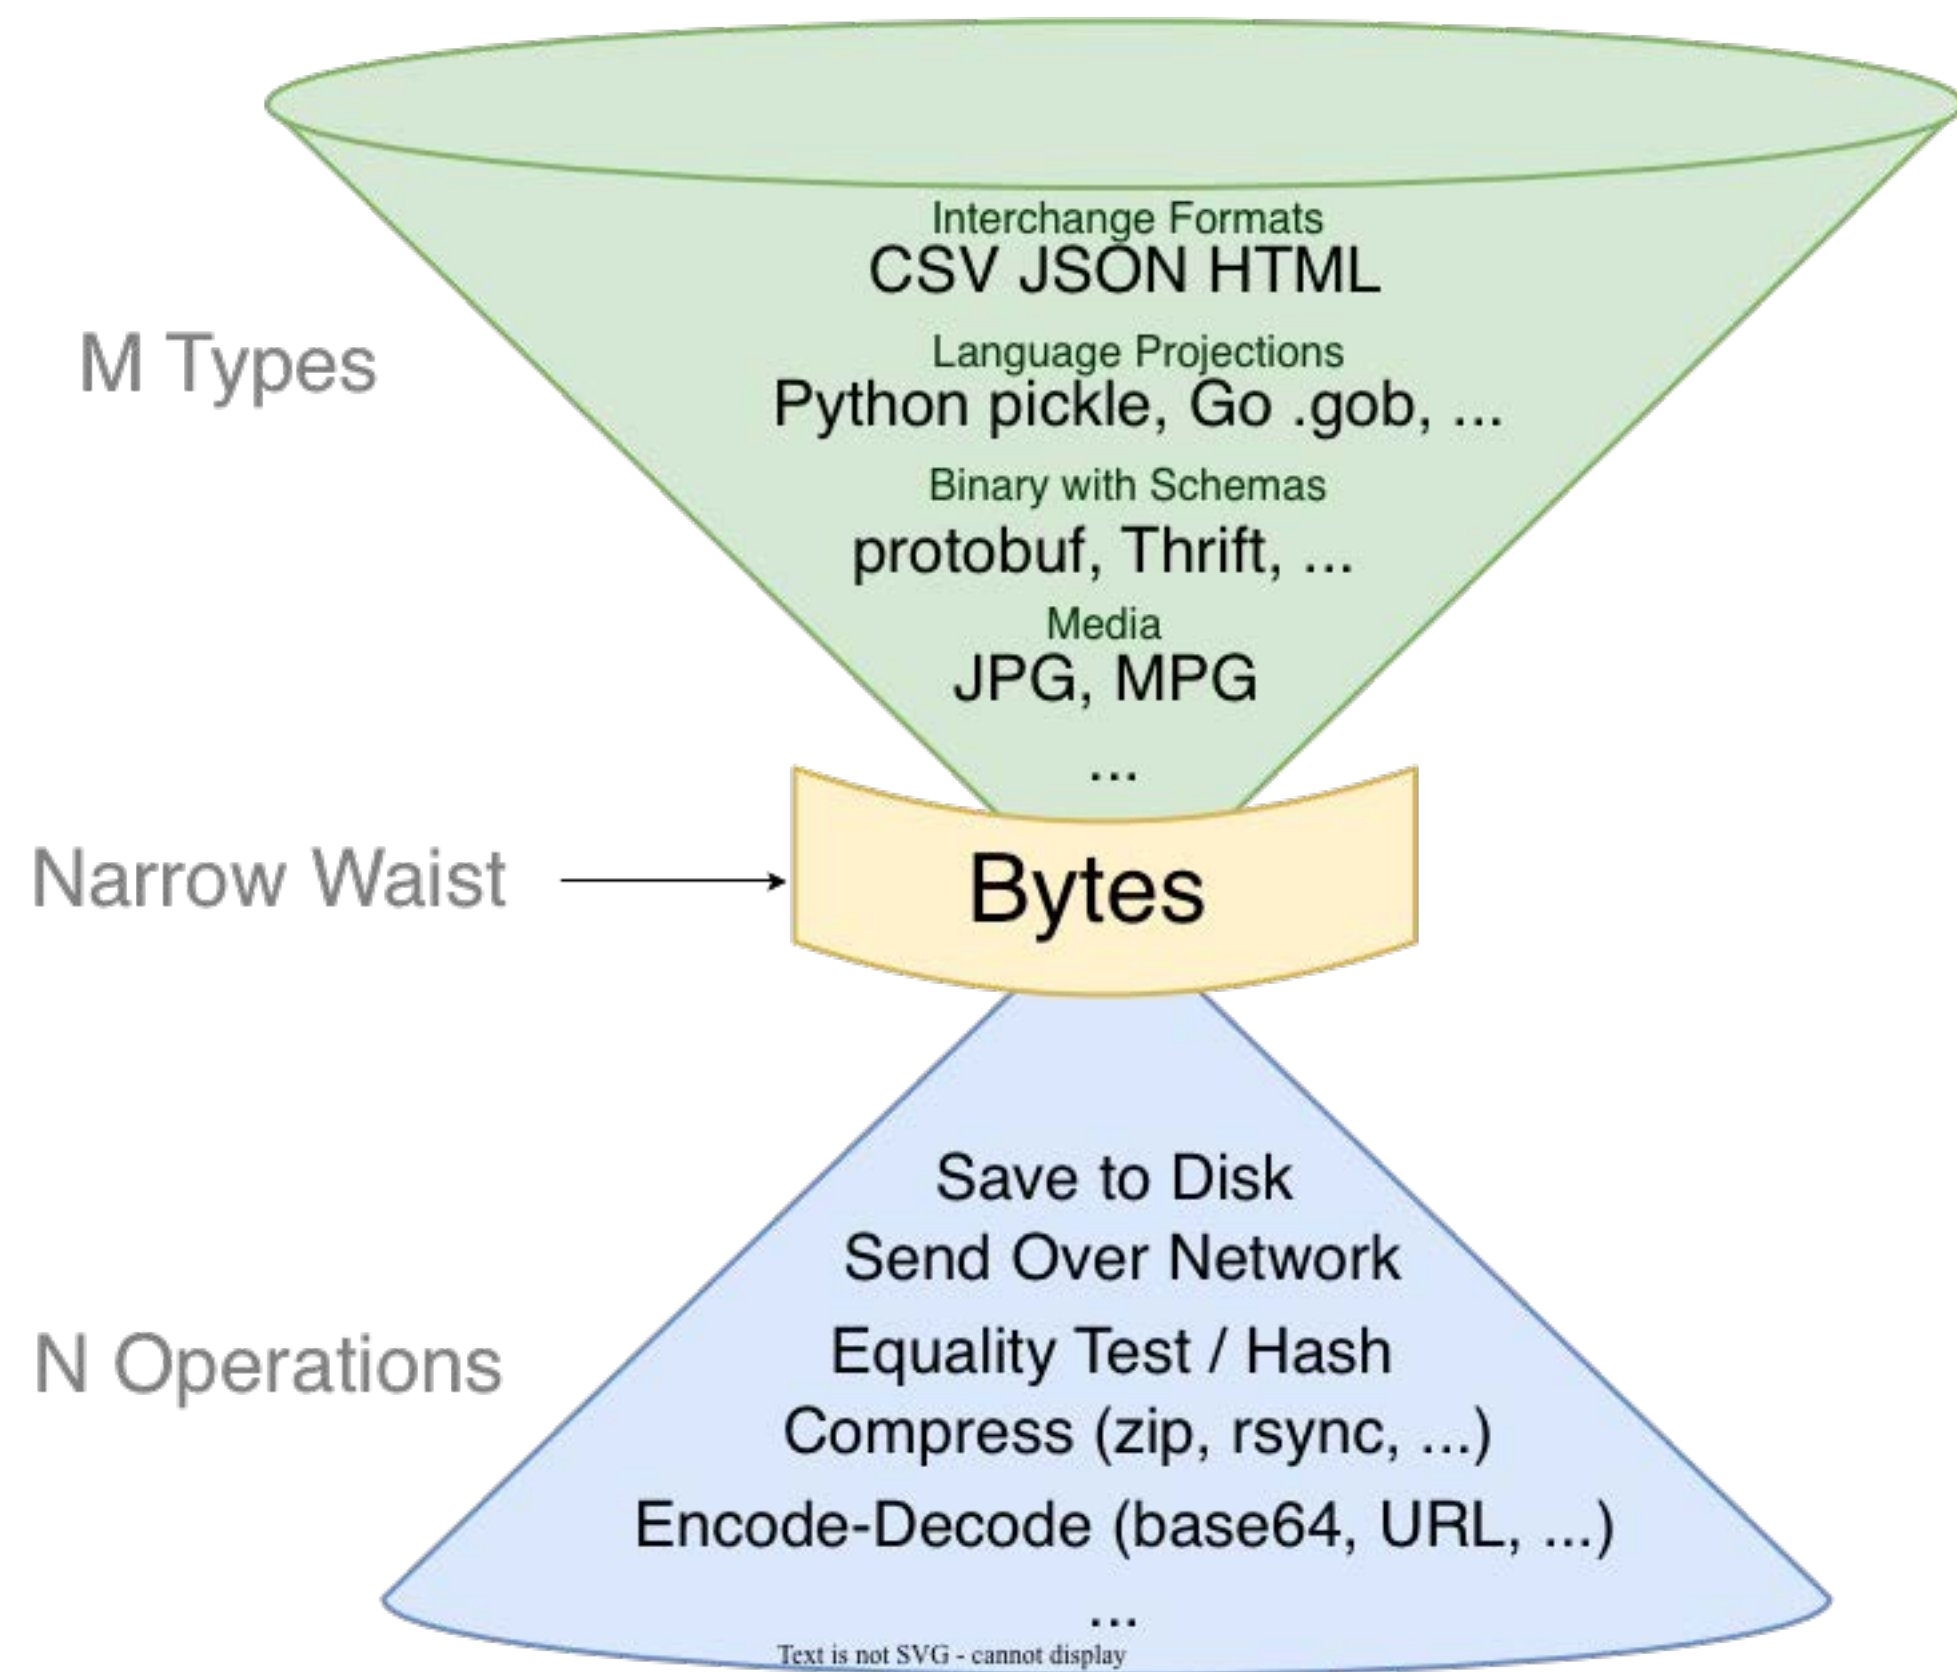 Interchange Formats
CSV JSON HTML
M Types
Language Projections
Python pickle, Go .gob, ...
Binary with Schemas
protobuf, Thrift, ...
Media
JPG, MPG
...
Narrow Waist
Bytes
Save to Disk
Send Over Network
Equality Test / Hash
N Operations
Compress (zip, rsync, ...)
Encode-Decode (base64, URL, ...)
...
Text is not SVG - cannot display